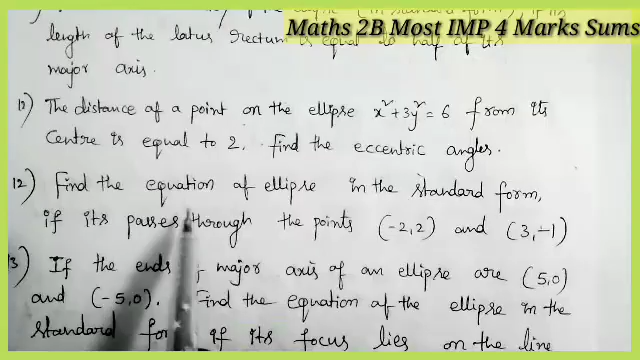 Maths 2B Most IMP 4 Marks Sums
length of the latus rectum is equal to half of its
major axis.
11) The distance of a point on the ellipse x²+3y²=6 from its
Centre is equal to 2. Find the eccentric angles.
12) Find the equation of ellipse in the standard form,
if its passes through the points (-2,2) and (3,-1)
13) If the ends of major axis of an ellipse are (5,0)
and (-5,0). Find the equation of the ellipse in the
standard for if its focus lies on the line